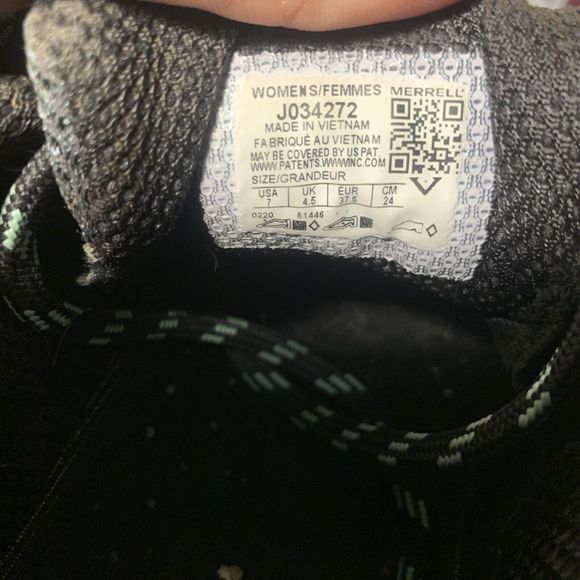 WOMENS/FEMMES MERRELL
J034272
MADE IN VIETNAM
FABRIQUÉ AU VIETNAM
MAY BE COVERED BY US PAT
WWW.PATENTS.WWWINC.COM
SIZE/GRANDEUR
USA UK EUR CM
7 4.5 37.5 24
0220 61446